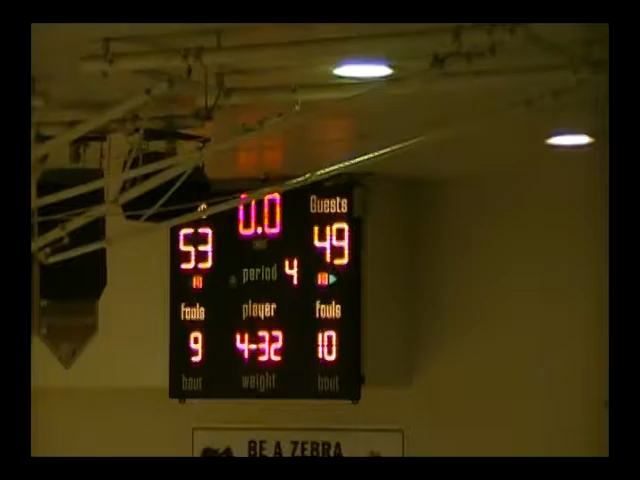 0.0
Guests
53
49
period 4
10
fouls
player
fouls
9
4-32
10
bout
weight
bout
BE A ZEBRA